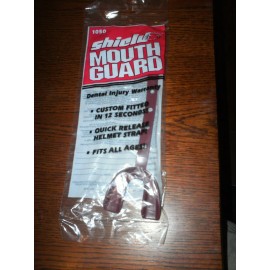 1050
Shield
MOUTH
GUARD
Dental Injury Warranty
• CUSTOM FITTED
IN 12 SECONDS
• QUICK RELEASE
HELMET STRAP
• FITS ALL AGES